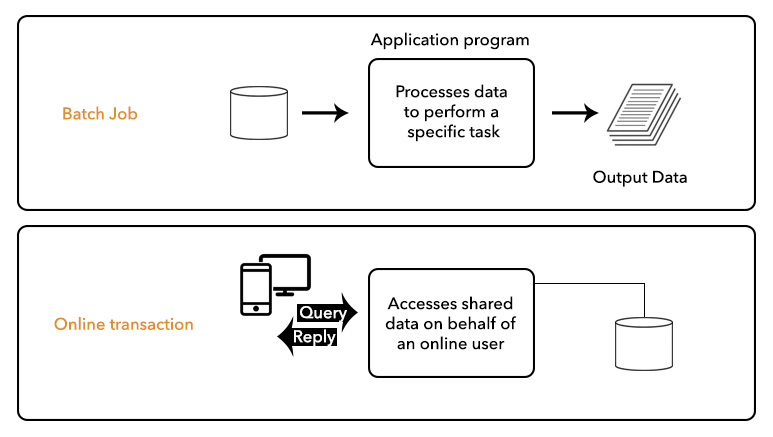 Application program
Batch Job
Processes data
to perform a
specific task
Output Data
Online transaction
Query
Reply
Accesses shared
data on behalf of
an online user